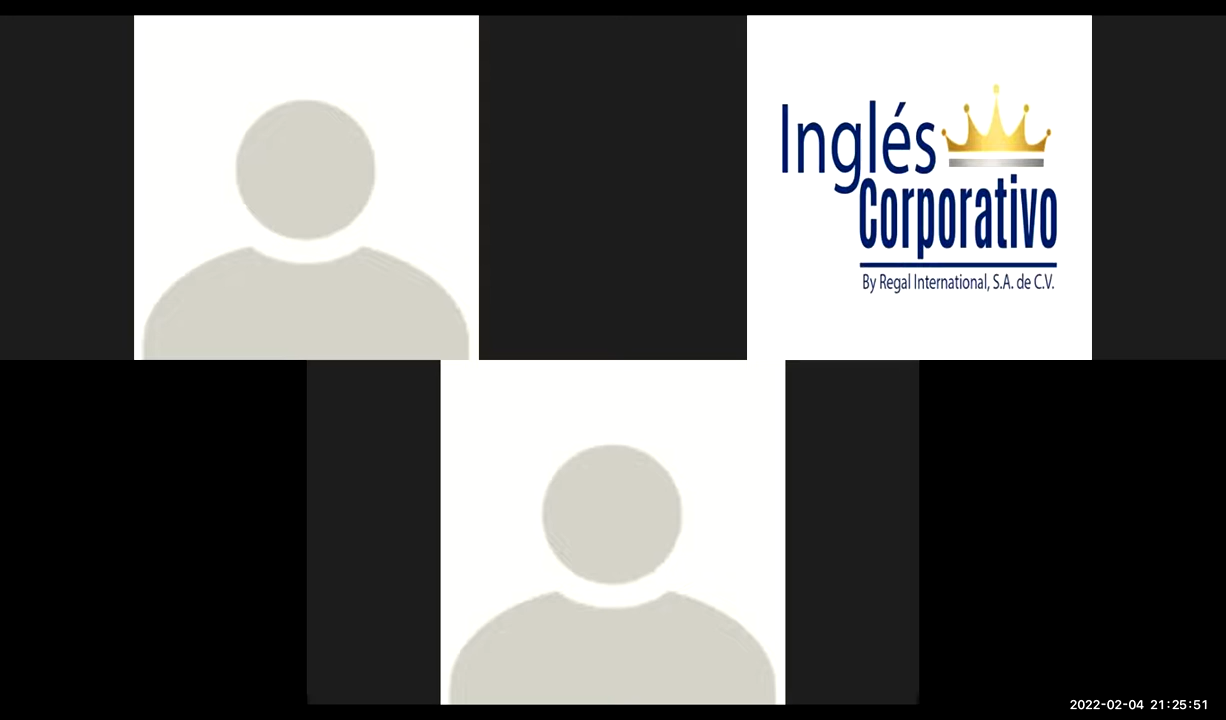 Inglés
Corporativo
By Regal International, S.A. de C.V.
2022-02-04 21:25:51